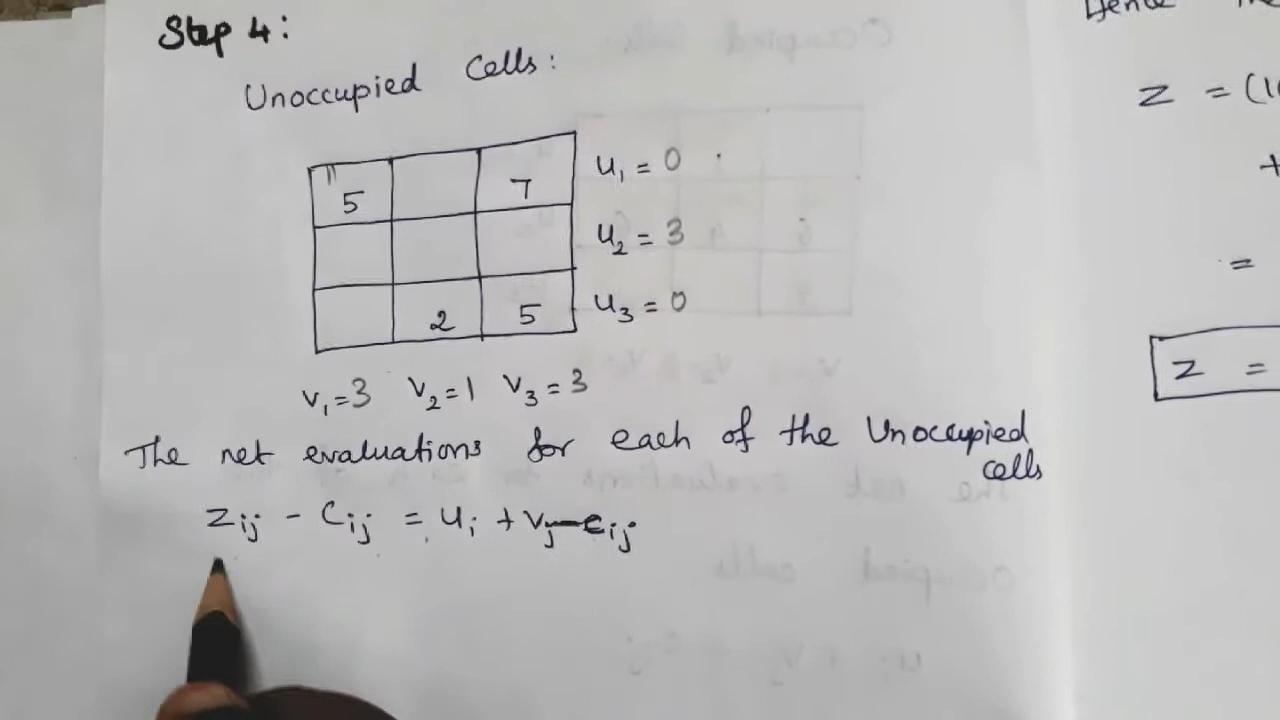 Step 4:
Unoccupied Cells:
5 7 u₁ = 0
u₂ = 3
2 5 u₃ = 0
v₁=3 v₂=1 v₃=3
The net evaluations for each of the Unoccupied
cells
zᵢⱼ - cᵢⱼ = uᵢ + vⱼ - cᵢⱼ
Hence
z = (1
+
=
z =